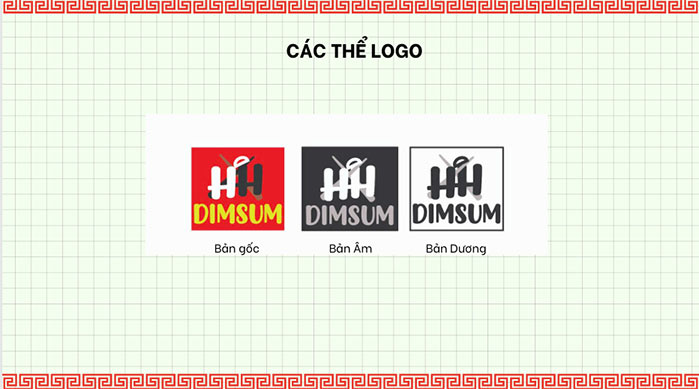 CÁC THỂ LOGO
HH
DIMSUM
HH
DIMSUM
HH
DIMSUM
Bản gốc
Bản Âm
Bản Dương